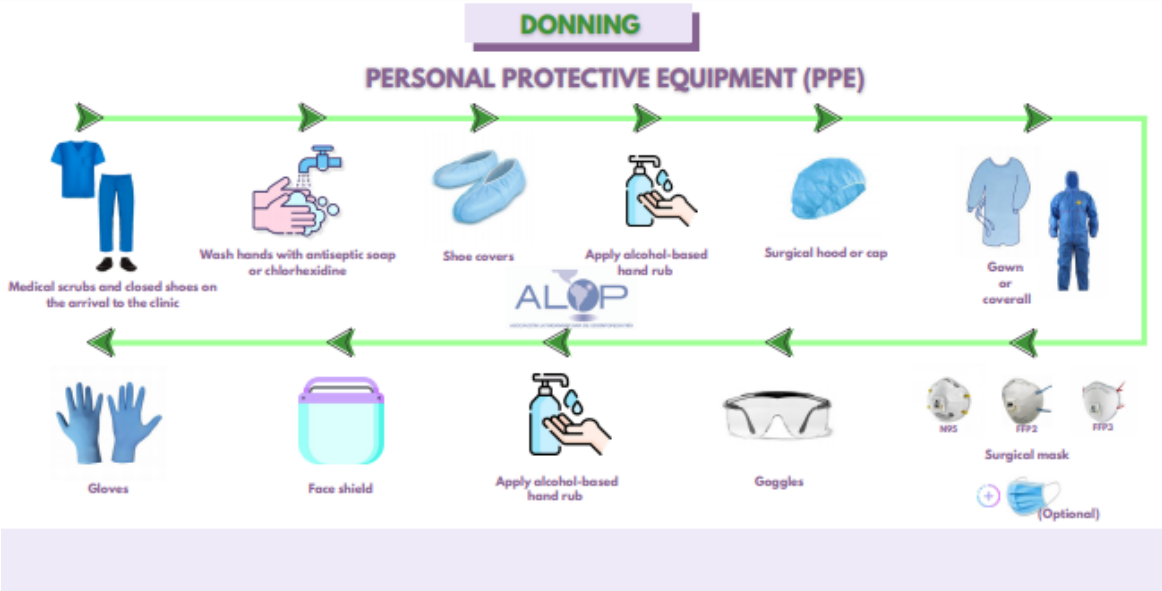 DONNING
PERSONAL PROTECTIVE EQUIPMENT (PPE)
Medical scrubs and closed shoes on
the arrival to the clinic
Wash hands with antiseptic soap
or chlorhexidine
Shoe covers
Apply alcohol-based
hand rub
Surgical hood or cap
Gown
or
coverall
ALOP
N95
FFP2
FFP3
Surgical mask
(Optional)
Goggles
Apply alcohol-based
hand rub
Face shield
Gloves